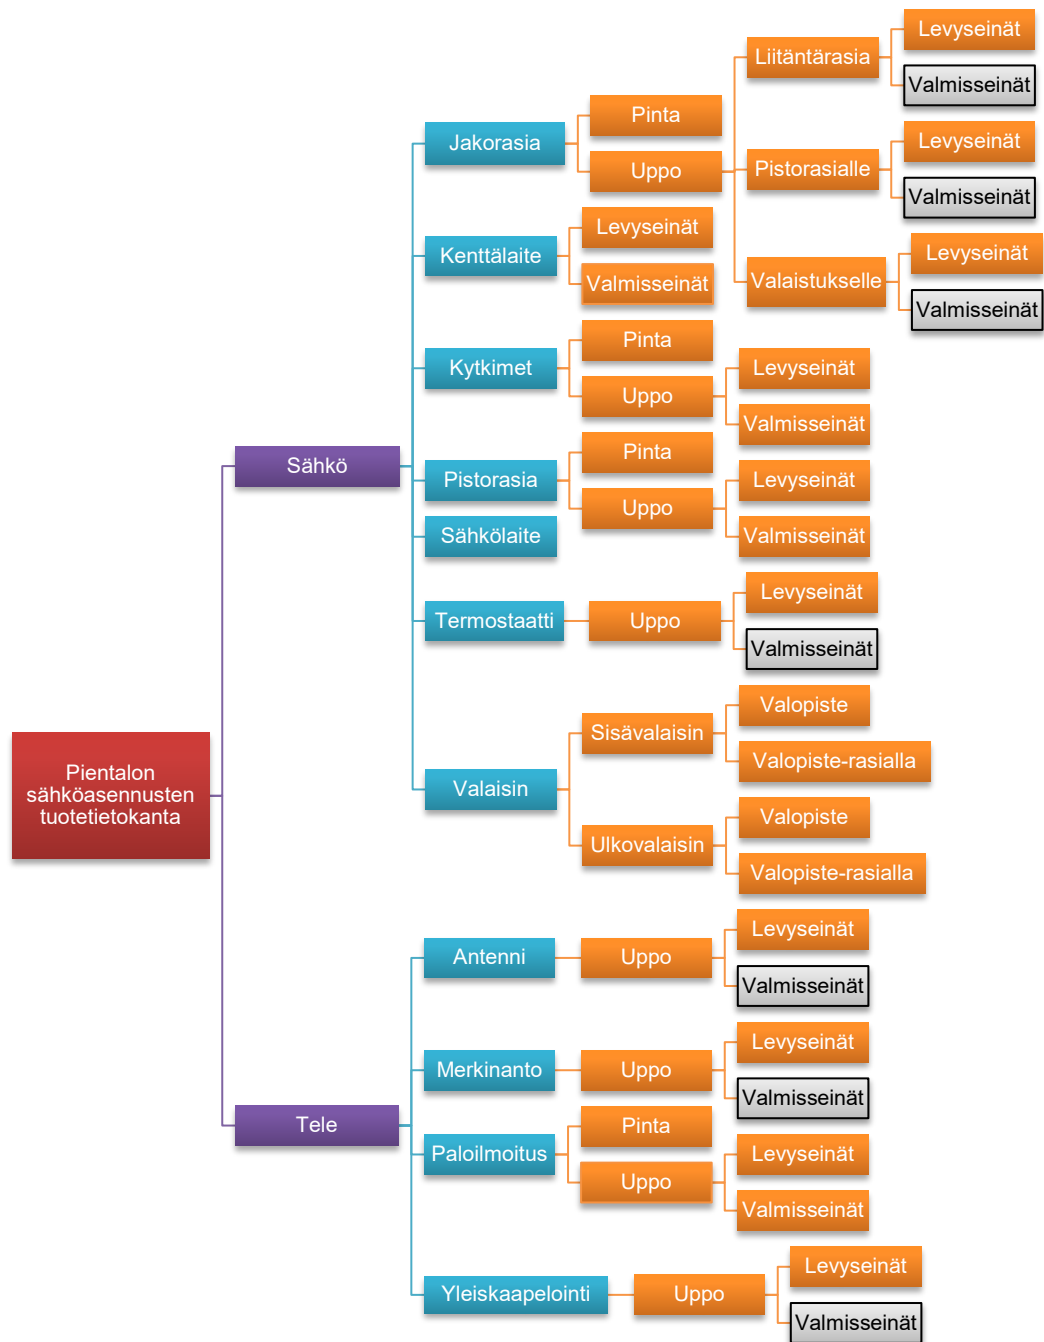 Pientalon
sähköasennusten
tuotetietokanta
Sähkö
Jakorasia
Pinta
Uppo
Liitäntärasia
Levyseinät
Valmisseinät
Pistorasialle
Levyseinät
Valmisseinät
Valaistukselle
Levyseinät
Valmisseinät
Kenttälaite
Levyseinät
Valmisseinät
Kytkimet
Pinta
Uppo
Levyseinät
Valmisseinät
Pistorasia
Pinta
Uppo
Levyseinät
Valmisseinät
Sähkölaite
Termostaatti
Uppo
Levyseinät
Valmisseinät
Valaisin
Sisävalaisin
Valopiste
Valopiste-rasialla
Ulkovalaisin
Valopiste
Valopiste-rasialla
Tele
Antenni
Uppo
Levyseinät
Valmisseinät
Merkinanto
Uppo
Levyseinät
Valmisseinät
Paloilmoitus
Pinta
Uppo
Levyseinät
Valmisseinät
Yleiskaapelointi
Uppo
Levyseinät
Valmisseinät